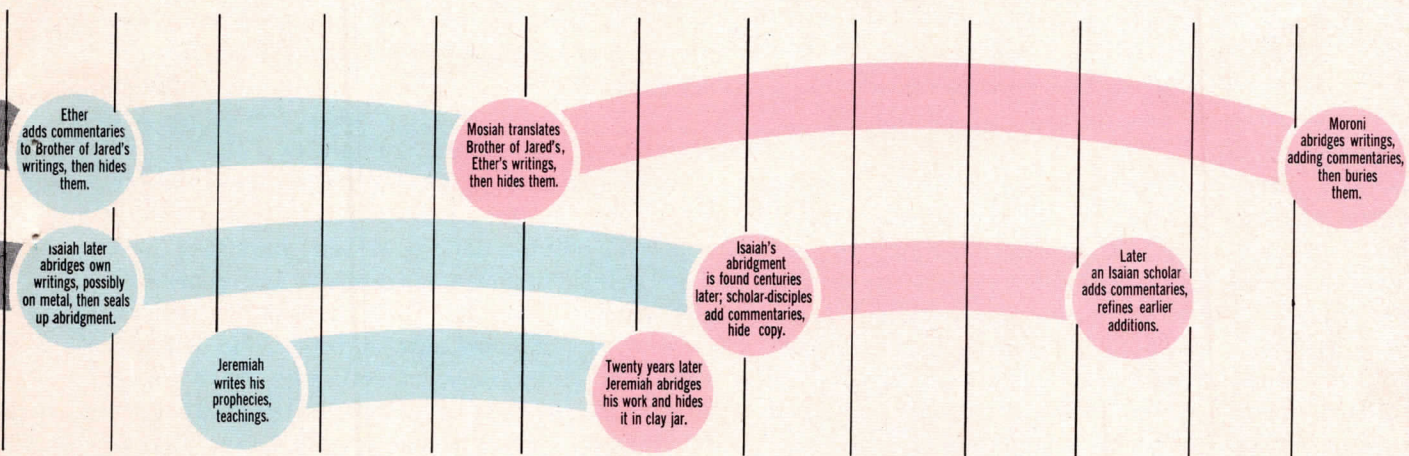 Ether
adds commentaries
to Brother of Jared's
writings, then hides
them.
Mosiah translates
Brother of Jared's,
Ether's writings,
then hides them.
Moroni
abridges writings,
adding commentaries,
then buries
them.
Isaiah later
abridges own
writings, possibly
on metal, then seals
up abridgment.
Isaiah's
abridgment
is found centuries
later; scholar-disciples
add commentaries,
hide copy.
Later
an Isaian scholar
adds commentaries,
refines earlier
additions.
Jeremiah
writes his
prophecies,
teachings.
Twenty years later
Jeremiah abridges
his work and hides
it in clay jar.